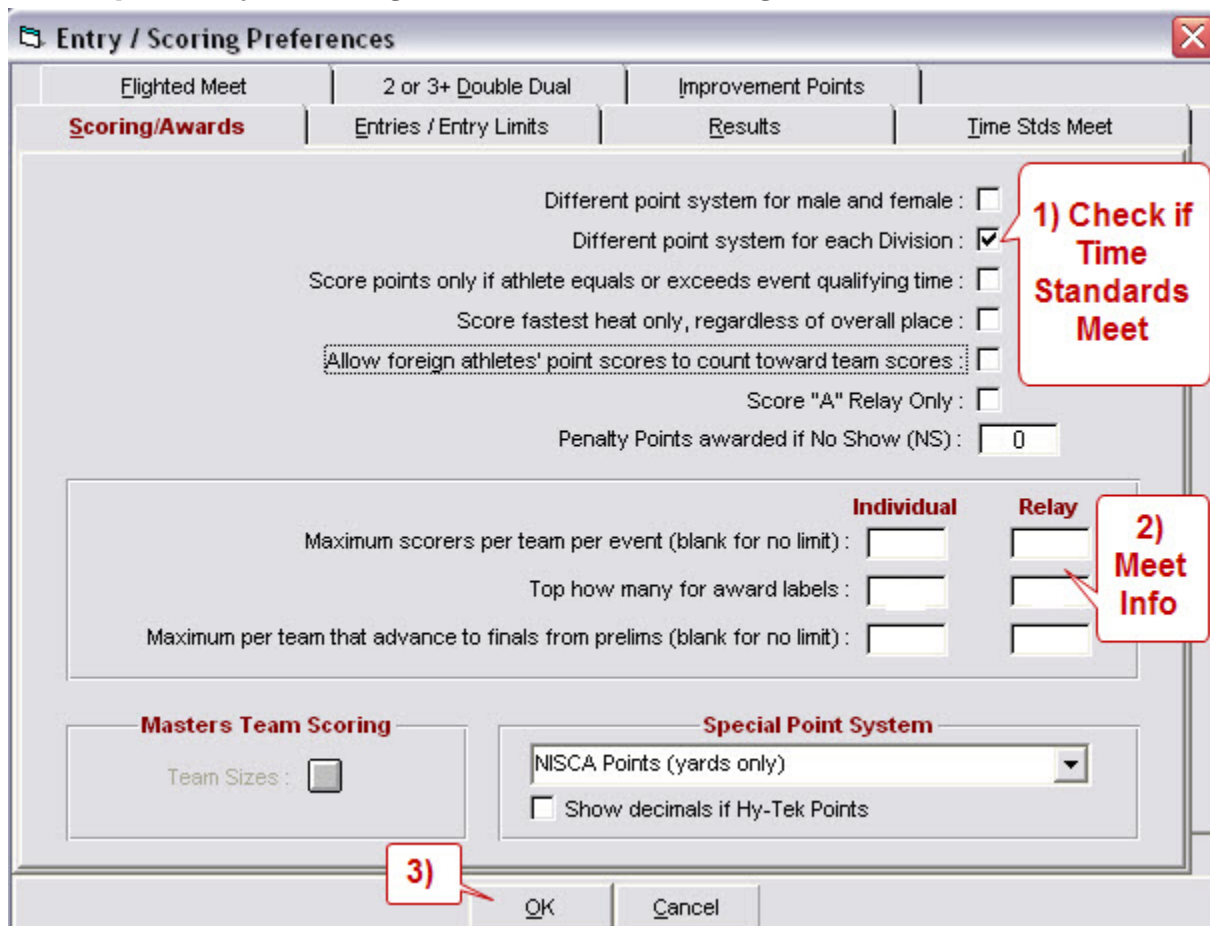 Entry / Scoring Preferences
Flighted Meet
2 or 3+ Double Dual
Improvement Points
Scoring/Awards
Entries / Entry Limits
Results
Time Stds Meet
Different point system for male and female :
Different point system for each Division :
Score points only if athlete equals or exceeds event qualifying time :
Score fastest heat only, regardless of overall place :
Allow foreign athletes' point scores to count toward team scores :
Score "A" Relay Only :
Penalty Points awarded if No Show (NS) : 0
1) Check if
Time
Standards
Meet
Individual Relay
Maximum scorers per team per event (blank for no limit) :
Top how many for award labels :
Maximum per team that advance to finals from prelims (blank for no limit) :
2)
Meet
Info
Masters Team Scoring
Team Sizes :
Special Point System
NISCA Points (yards only)
Show decimals if Hy-Tek Points
3)
OK
Cancel